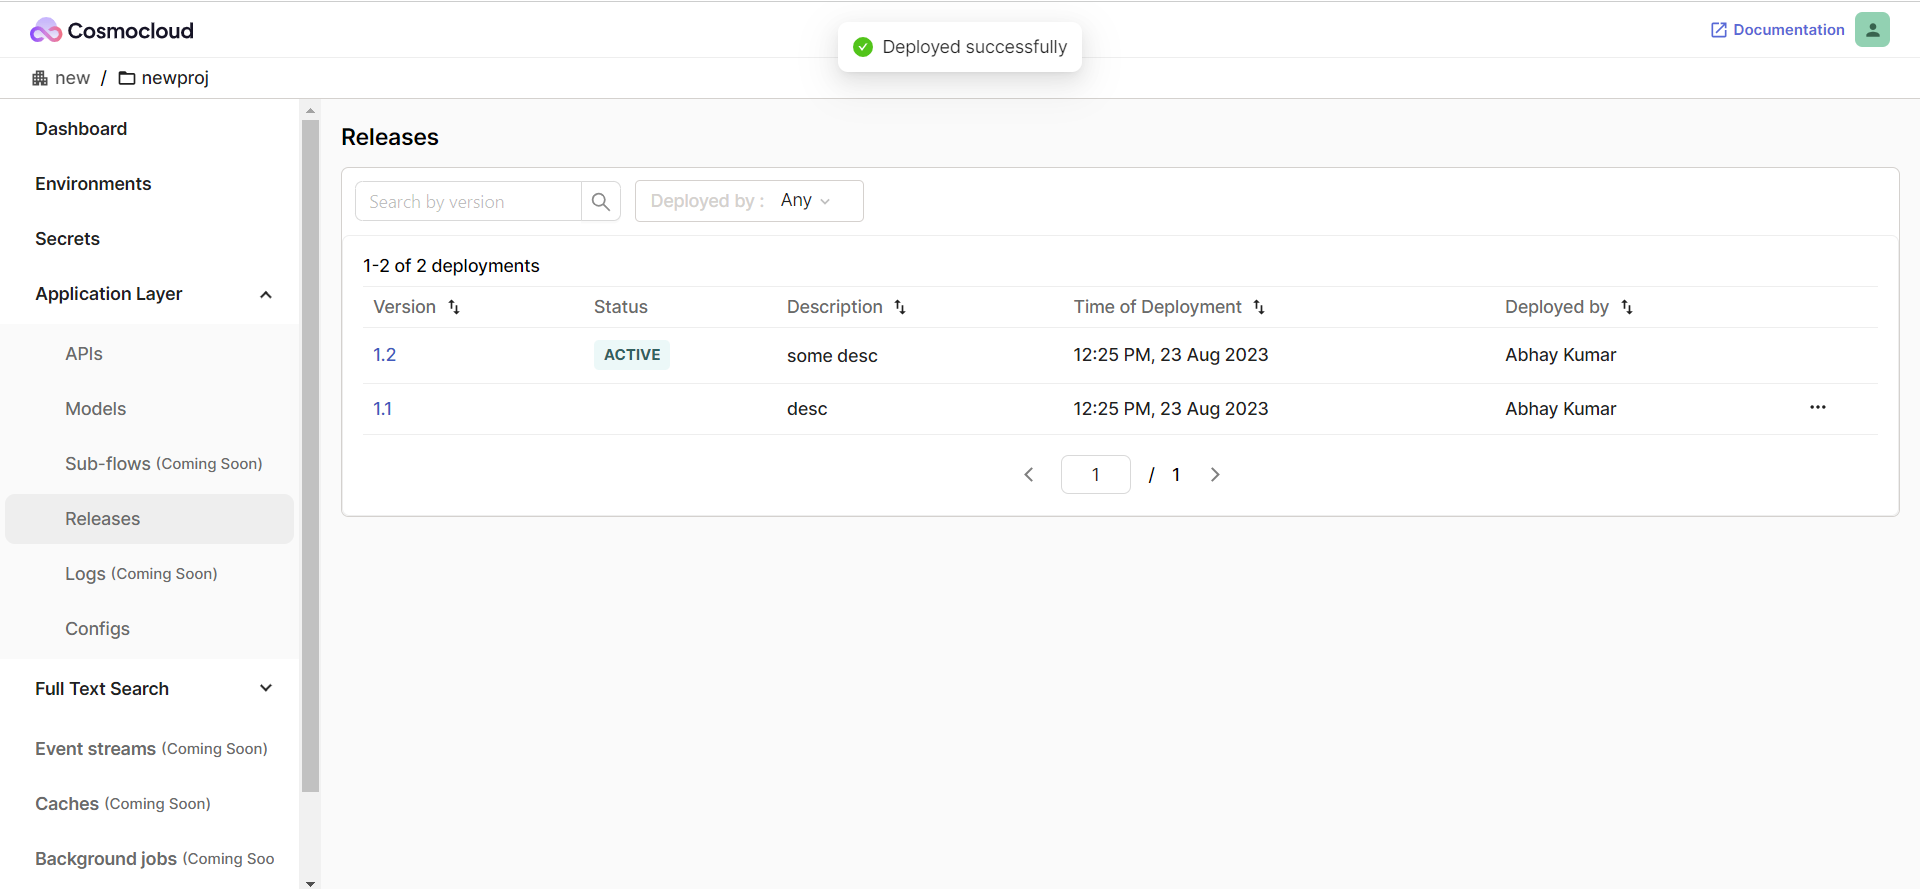 Cosmocloud
Deployed successfully
Documentation
new / newproj
Dashboard
Environments
Secrets
Application Layer
APIs
Models
Sub-flows (Coming Soon)
Releases
Logs (Coming Soon)
Configs
Full Text Search
Event streams (Coming Soon)
Caches (Coming Soon)
Background jobs (Coming Soo
Releases
Search by version
Deployed by : Any
1-2 of 2 deployments
Version Status Description Time of Deployment Deployed by
1.2 ACTIVE some desc 12:25 PM, 23 Aug 2023 Abhay Kumar
1.1 desc 12:25 PM, 23 Aug 2023 Abhay Kumar ...
1 / 1